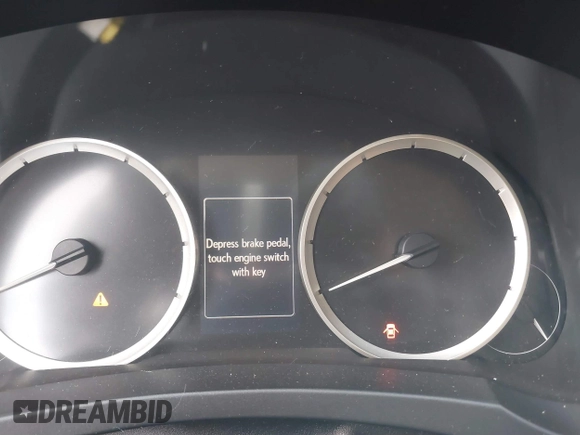 Depress brake pedal,
touch engine switch
with key
DREAMBID